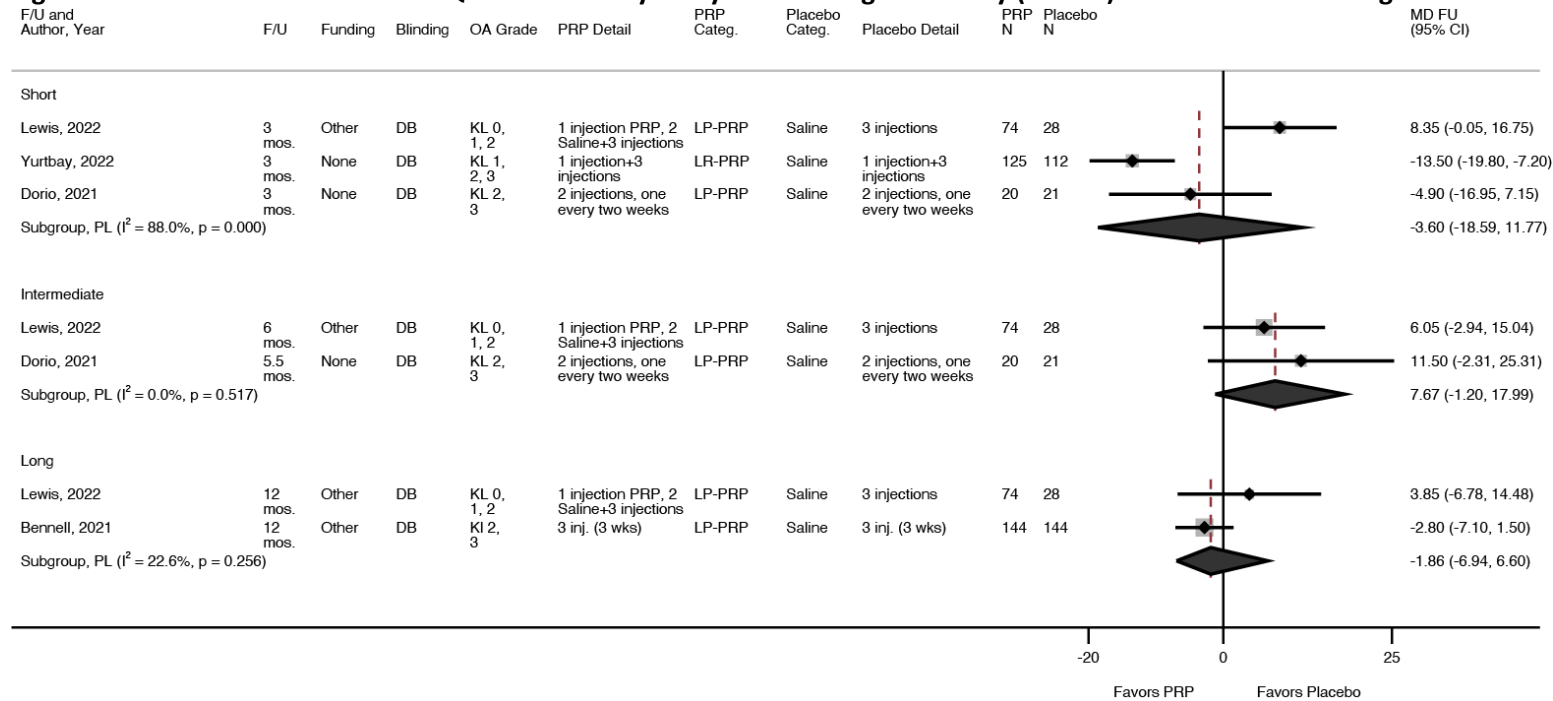 F/U and Author, Year F/U Funding Blinding OA Grade PRP Detail PRP Categ. Placebo Categ. Placebo Detail PRP N Placebo N MD FU (95% CI)
Short
Lewis, 2022 3 mos. Other DB KL 0, 1, 2 1 injection PRP, 2 Saline+3 injections LP-PRP Saline 3 injections 74 28 8.35 (-0.05, 16.75)
Yurtbay, 2022 3 mos. None DB KL 1, 2, 3 1 injection+3 injections LR-PRP Saline 1 injection+3 injections 125 112 -13.50 (-19.80, -7.20)
Dorio, 2021 3 mos. None DB KL 2, 3 2 injections, one every two weeks LP-PRP Saline 2 injections, one every two weeks 20 21 -4.90 (-16.95, 7.15)
Subgroup, PL (I² = 88.0%, p = 0.000) -3.60 (-18.59, 11.77)
Intermediate
Lewis, 2022 6 mos. Other DB KL 0, 1, 2 1 injection PRP, 2 Saline+3 injections LP-PRP Saline 3 injections 74 28 6.05 (-2.94, 15.04)
Dorio, 2021 5.5 mos. None DB KL 2, 3 2 injections, one every two weeks LP-PRP Saline 2 injections, one every two weeks 20 21 11.50 (-2.31, 25.31)
Subgroup, PL (I² = 0.0%, p = 0.517) 7.67 (-1.20, 17.99)
Long
Lewis, 2022 12 mos. Other DB KL 0, 1, 2 1 injection PRP, 2 Saline+3 injections LP-PRP Saline 3 injections 74 28 3.85 (-6.78, 14.48)
Bennell, 2021 12 mos. Other DB Kl 2, 3 3 inj. (3 wks) LP-PRP Saline 3 inj. (3 wks) 144 144 -2.80 (-7.10, 1.50)
Subgroup, PL (I² = 22.6%, p = 0.256) -1.86 (-6.94, 6.60)
-20 0 25
Favors PRP Favors Placebo